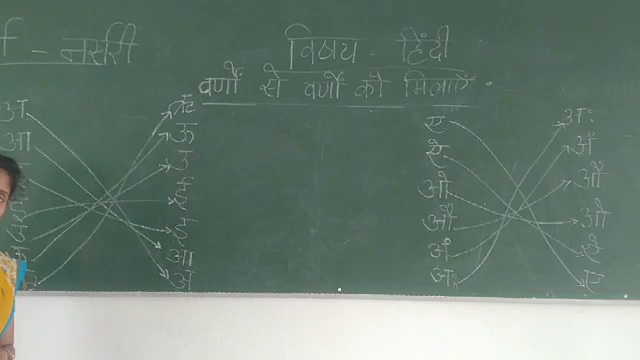 - नर्सरी
विषय - हिंदी
वर्णों से वर्णों को मिलाएँ
अ
आ
ऊ
उ
ई
इ
आ
अ
ए
ऐ
ओ
औ
अं
अः
अः
अं
औ
ओ
ऐ
ए